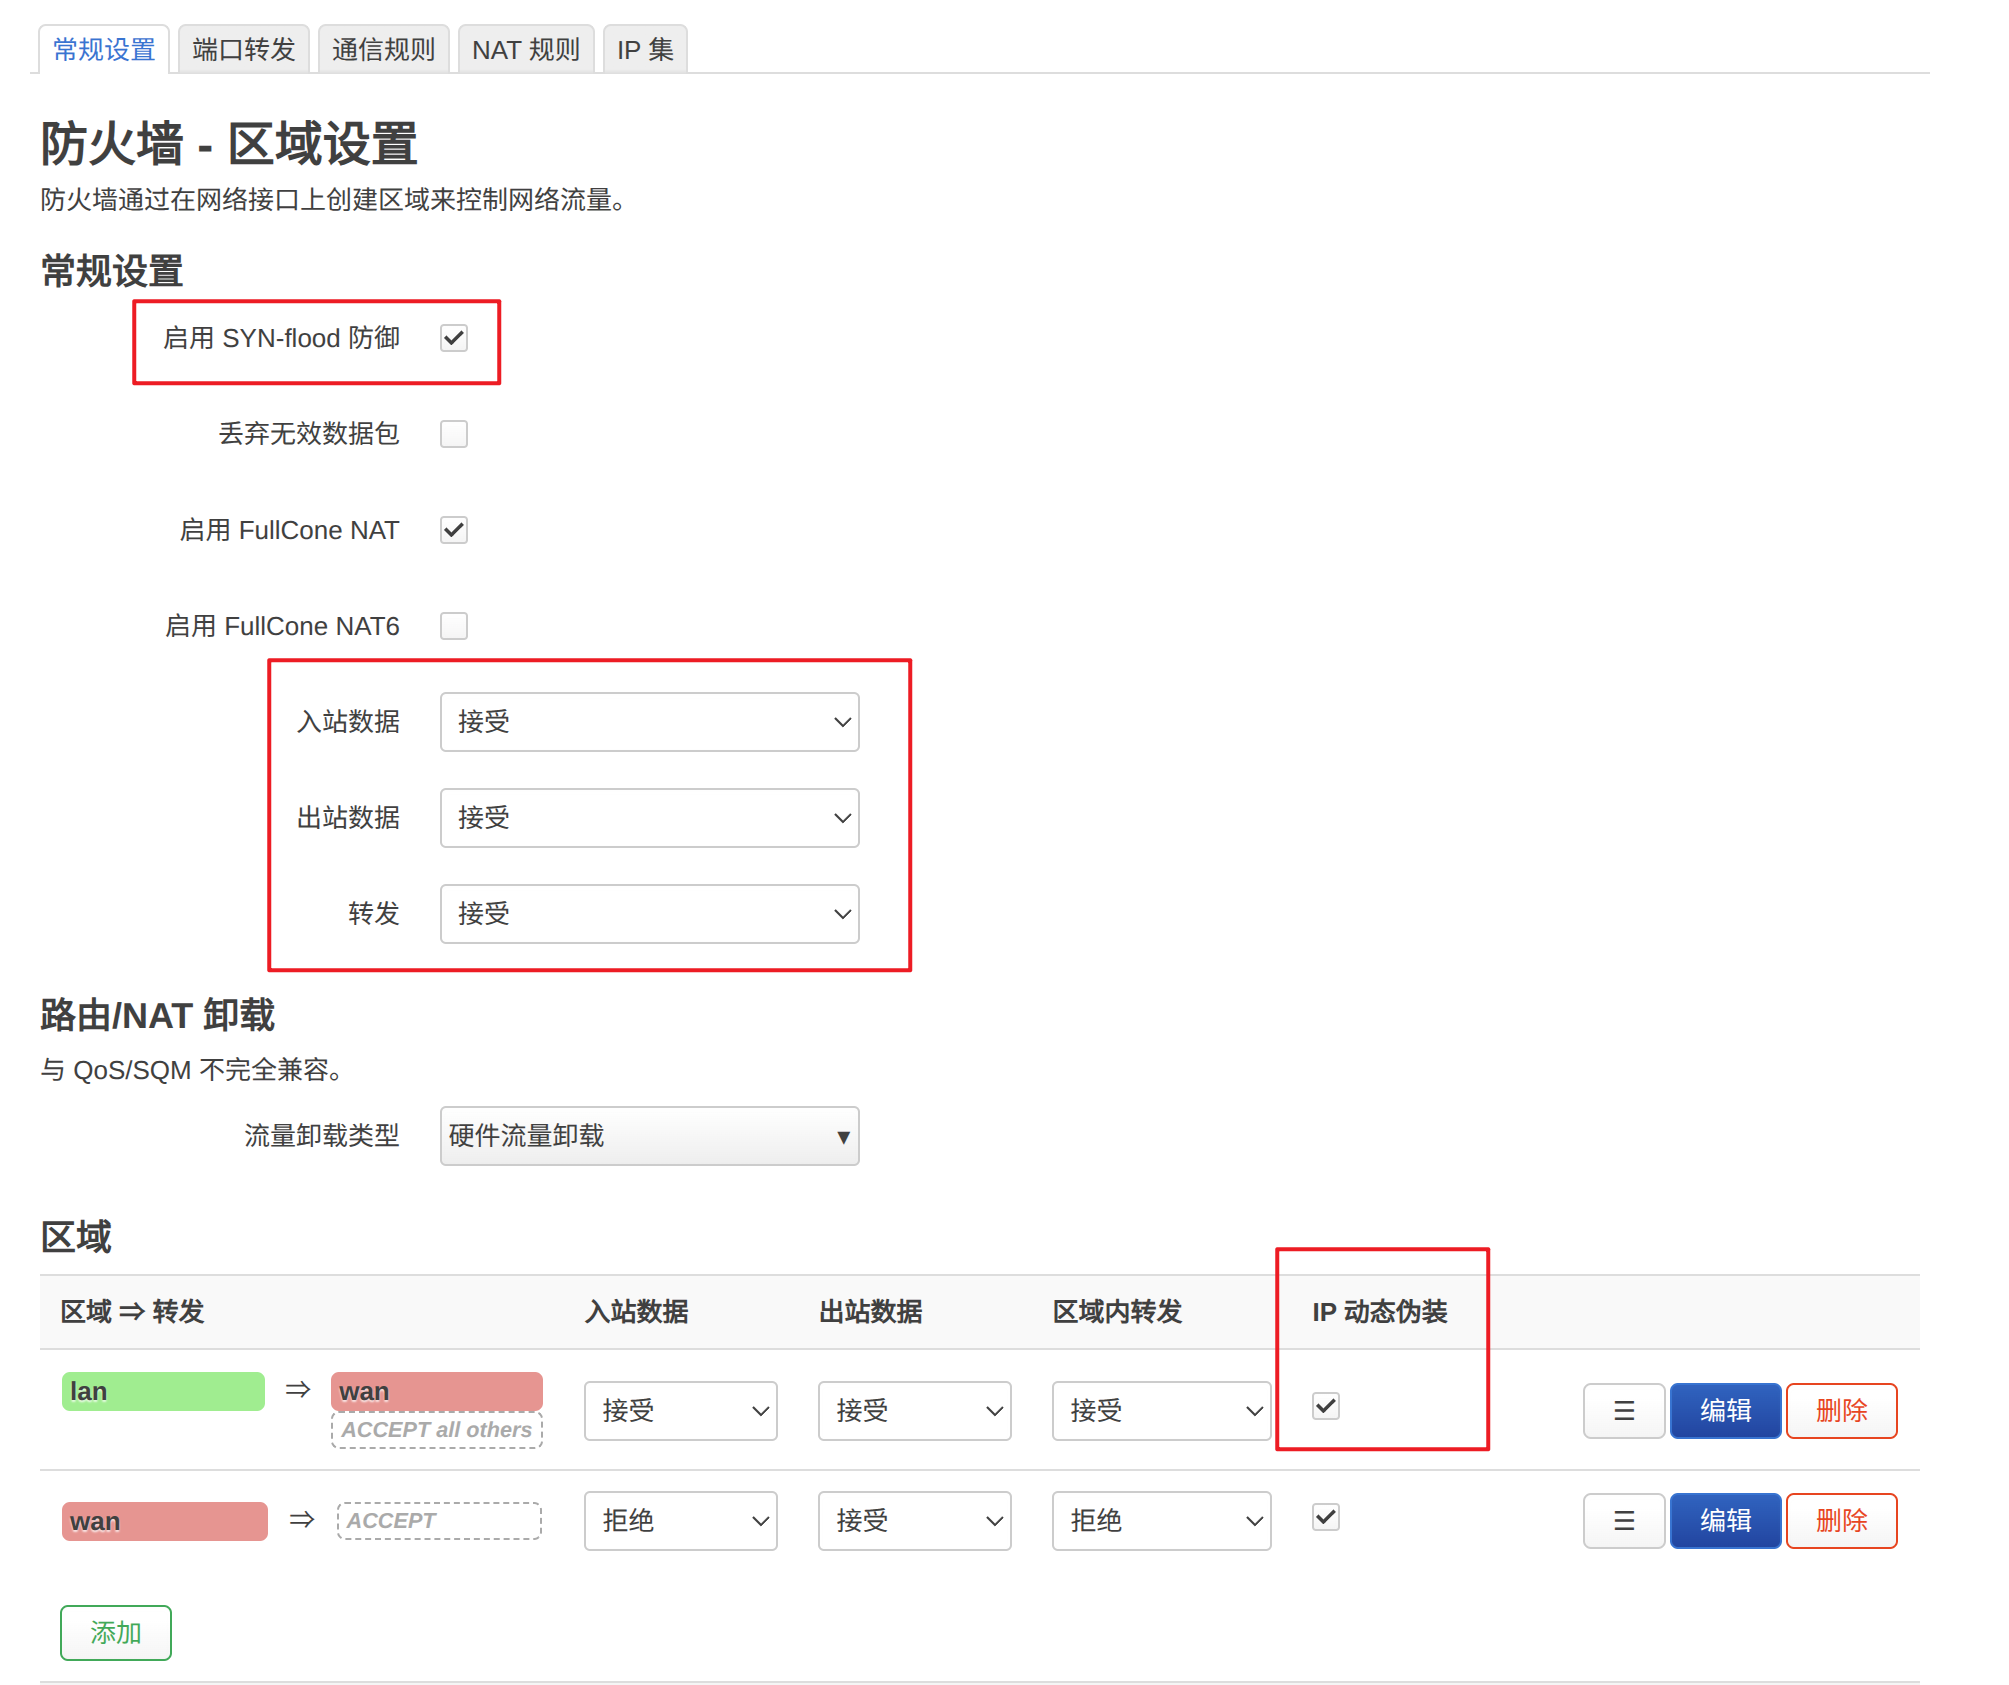 常规设置 端口转发 通信规则 NAT 规则 IP 集
防火墙 - 区域设置
防火墙通过在网络接口上创建区域来控制网络流量。
常规设置
启用 SYN-flood 防御
丢弃无效数据包
启用 FullCone NAT
启用 FullCone NAT6
入站数据 接受
出站数据 接受
转发 接受
路由/NAT 卸载
与 QoS/SQM 不完全兼容。
流量卸载类型 硬件流量卸载 ▾
区域
区域 ⇒ 转发 入站数据 出站数据 区域内转发 IP 动态伪装
lan ⇒ wan 接受 接受 接受 ☰ 编辑 删除
ACCEPT all others
wan ⇒ ACCEPT 拒绝 接受 拒绝 ☰ 编辑 删除
添加